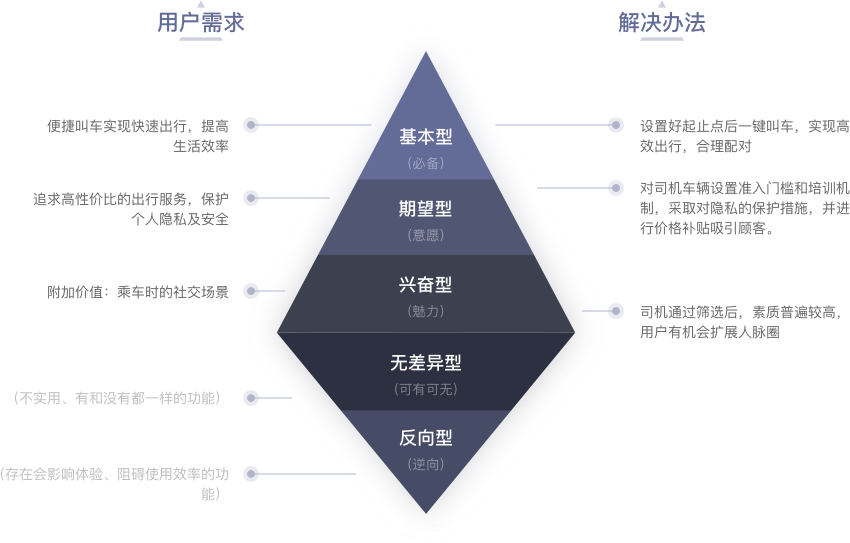 用户需求
解决办法
便捷叫车实现快速出行，提高
生活效率
基本型
（必备）
设置好起止点后一键叫车，实现高
效出行，合理配对
追求高性价比的出行服务，保护
个人隐私及安全
期望型
（意愿）
对司机车辆设置准入门槛和培训机
制，采取对隐私的保护措施，并进
行价格补贴吸引顾客。
附加价值：乘车时的社交场景
兴奋型
（魅力）
司机通过筛选后，素质普遍较高，
用户有机会扩展人脉圈
无差异型
（可有可无）
（不实用、有和没有都一样的功能）
反向型
（逆向）
（存在会影响体验、阻碍使用效率的功
能）